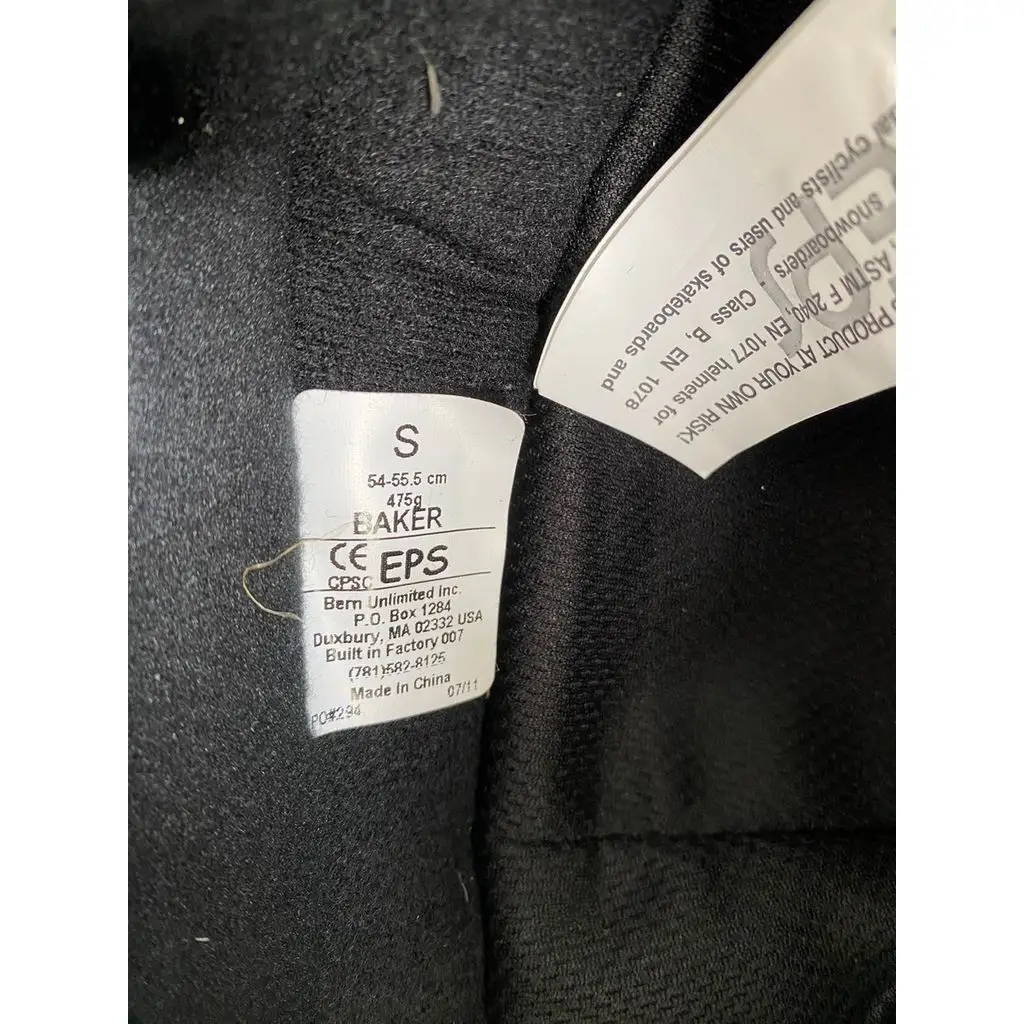 S
54-55.5 cm
475g
BAKER
CE EPS
CPSC
Bern Unlimited Inc.
P.O. Box 1284
Duxbury, MA 02332 USA
Built in Factory 007
(781)582-8125
Made In China
07/11
PO#294
cyclists and users of skateboards and
snowboarders - Class B, EN 1078
ASTM F 2040, EN 1077 helmets for
PRODUCT AT YOUR OWN RISK!